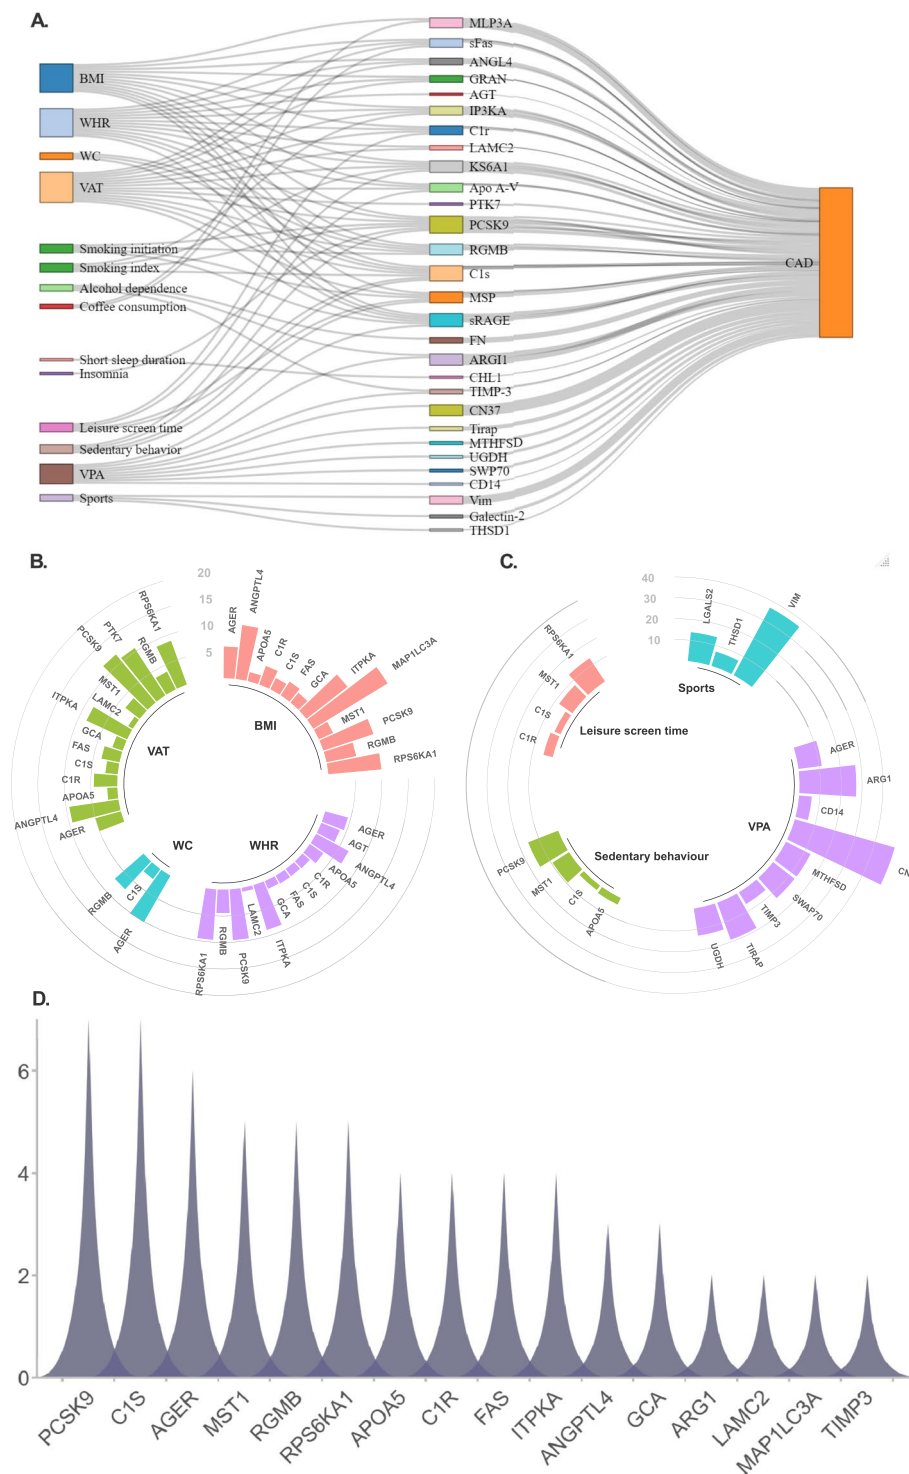 A.
BMI
WHR
WC
VAT
Smoking initiation
Smoking index
Alcohol dependence
Coffee consumption
Short sleep duration
Insomnia
Leisure screen time
Sedentary behavior
VPA
Sports
MLP3A
sFas
ANGL4
GRAN
AGT
IP3KA
C1r
LAMC2
KS6A1
Apo A-V
PTK7
PCSK9
RGMB
C1s
MSP
sRAGE
FN
ARGI1
CHL1
TIMP-3
CN37
Tirap
MTHFSD
UGDH
SWP70
CD14
Vim
Galectin-2
THSD1
CAD
B.
20
15
10
5
AGER
ANGPTL4
APOA5
C1R
C1S
FAS
GCA
ITPKA
MAP1LC3A
MST1
PCSK9
RGMB
RPS6KA1
BMI
AGER
AGT
ANGPTL4
APOA5
C1R
C1S
FAS
GCA
ITPKA
LAMC2
PCSK9
RGMB
RPS6KA1
WHR
AGER
C1S
RGMB
WC
AGER
ANGPTL4
APOA5
C1R
C1S
FAS
GCA
ITPKA
LAMC2
MST1
PCSK9
PTK7
RGMB
RPS6KA1
VAT
C.
40
30
20
10
LGALS2
THSD1
VIM
Sports
AGER
ARG1
CD14
CN
MTHFSD
SWAP70
TIMP3
TIRAP
UGDH
VPA
APOA5
C1S
MST1
PCSK9
Sedentary behaviour
C1R
C1S
MST1
RPS6KA1
Leisure screen time
D.
6
4
2
0
PCSK9
C1S
AGER
MST1
RGMB
RPS6KA1
APOA5
C1R
FAS
ITPKA
ANGPTL4
GCA
ARG1
LAMC2
MAP1LC3A
TIMP3